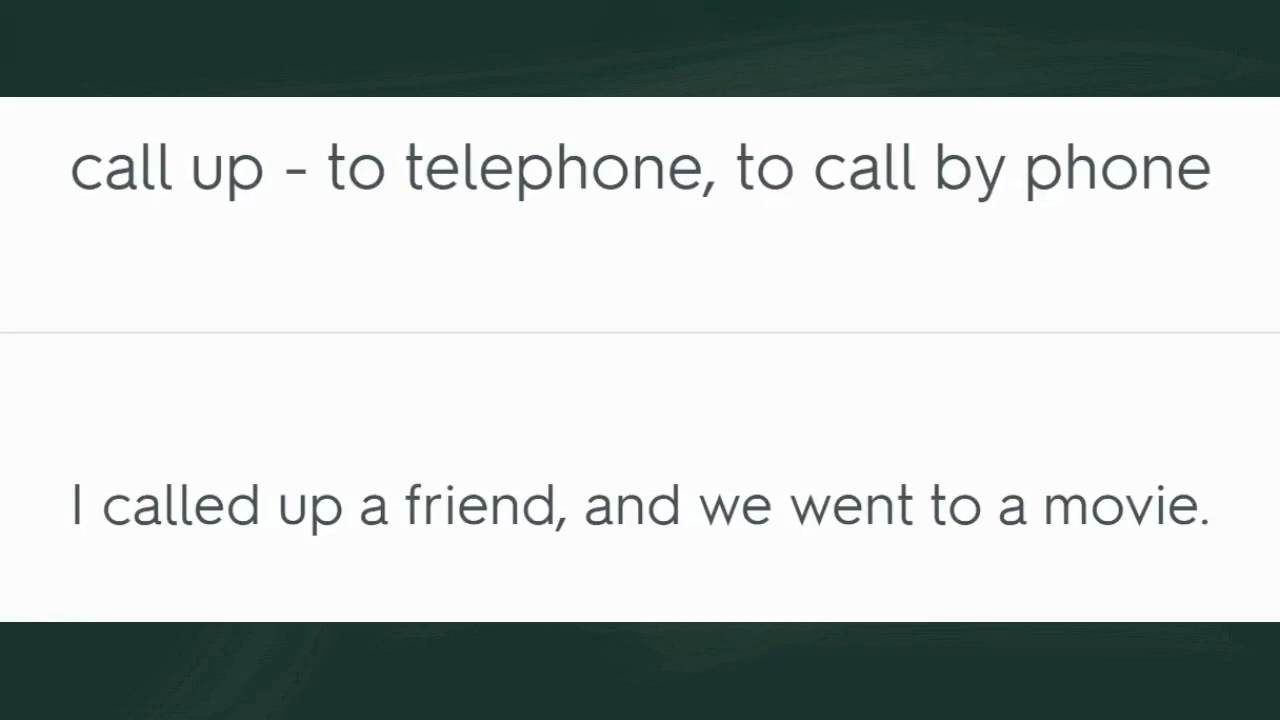 call up - to telephone, to call by phone
I called up a friend, and we went to a movie.